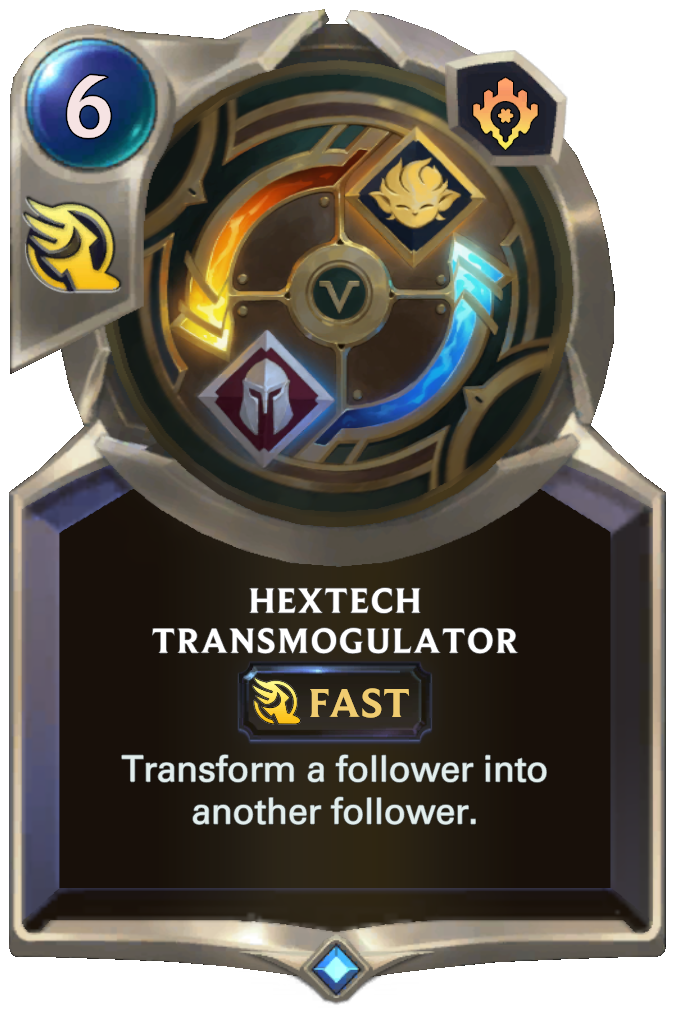 6
V
HEXTECH
TRANSMOGULATOR
FAST
Transform a follower into
another follower.